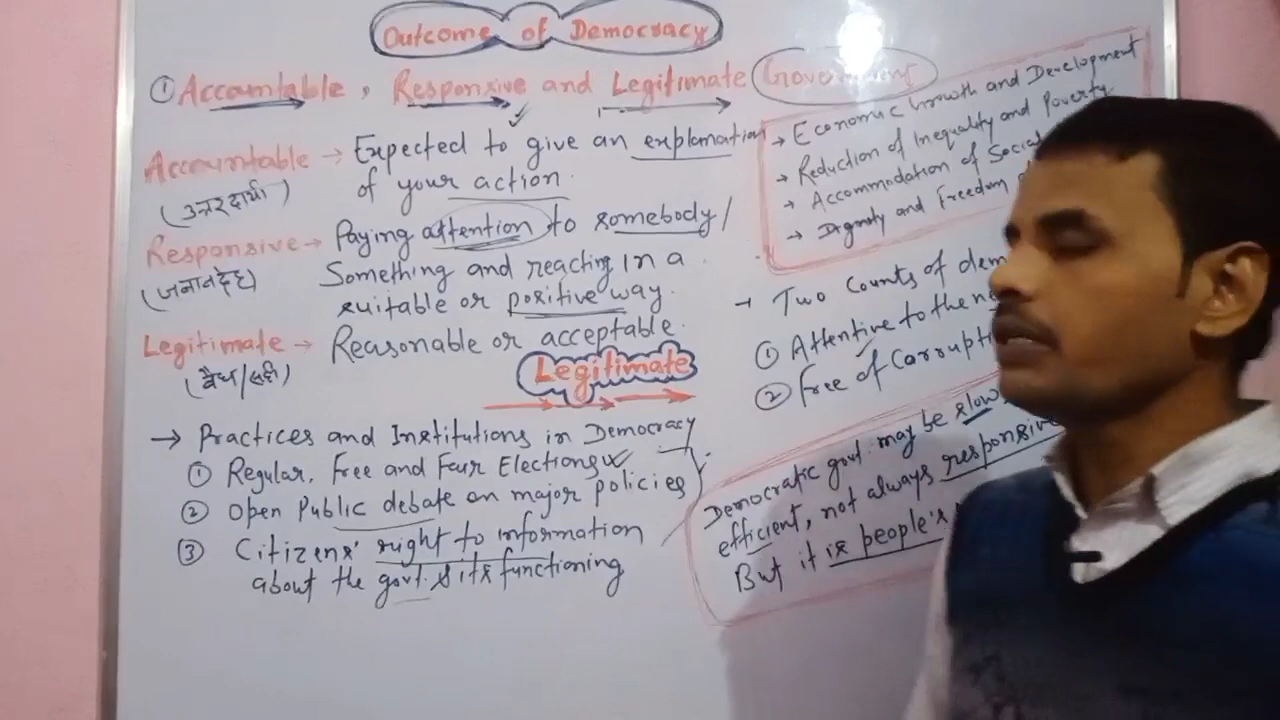 Outcome of Democracy
① Accountable, Responsive and Legitimate Government
Accountable → Expected to give an explanation
of your action.
(उत्तरदायी)
Responsive → Paying attention to somebody/
Something and reacting in a
(जवाबदेह)
suitable or positive way.
Legitimate → Reasonable or acceptable.
(वैध/सही)
Legitimate
→ Practices and Institutions in Democracy
① Regular, Free and Fair Elections
② Open Public debate on major policies
③ Citizens' right to information
about the govt. & its functioning
→ Economic Growth and Development
→ Reduction of Inequality and Poverty
→ Accommodation of Social
→ Dignity and Freedom
→ Two Counts of dem
① Attentive to the n
② Free of Corrupti
Democratic govt. may be slow
efficient, not always responsive
But it is people's